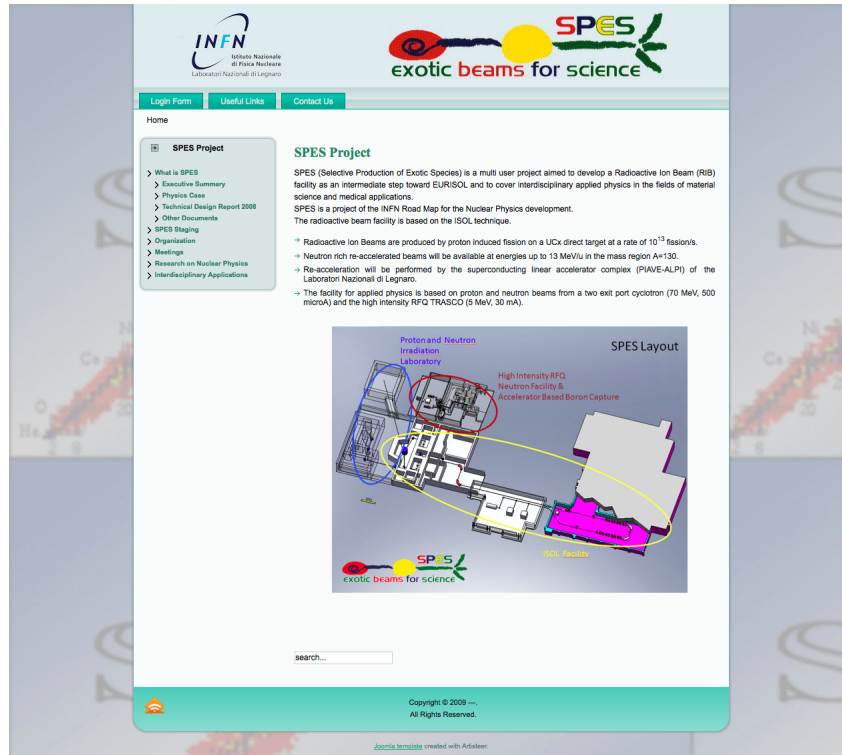 INFN
Istituto Nazionale
di Fisica Nucleare
Laboratori Nazionali di Legnaro
SPES
exotic beams for science
Login Form
Useful Links
Contact Us
Home
SPES Project
What is SPES
Executive Summary
Physics Case
Technical Design Report 2008
Other Documents
SPES Staging
Organization
Meetings
Research on Nuclear Physics
Interdisciplinary Applications
SPES Project
SPES (Selective Production of Exotic Species) is a multi user project aimed to develop a Radioactive Ion Beam (RIB)
facility as an intermediate step toward EURISOL and to cover interdisciplinary applied physics in the fields of material
science and medical applications.
SPES is a project of the INFN Road Map for the Nuclear Physics development.
The radioactive beam facility is based on the ISOL technique.
Radioactive Ion Beams are produced by proton induced fission on a UCx direct target at a rate of 10^13 fission/s.
Neutron rich re-accelerated beams will be available at energies up to 13 MeV/u in the mass region A=130.
Re-acceleration will be performed by the superconducting linear accelerator complex (PIAVE-ALPI) of the
Laboratori Nazionali di Legnaro.
The facility for applied physics is based on proton and neutron beams from a two exit port cyclotron (70 MeV, 500
microA) and the high intensity RFQ TRASCO (5 MeV, 30 mA).
Proton and Neutron
Irradiation
Laboratory
SPES Layout
High Intensity RFQ
Neutron Facility &
Accelerator Based Boron Capture
ISOL Facility
SPES
exotic beams for science
search...
Copyright © 2009 ---.
All Rights Reserved.
Joomla template created with Artisteer.